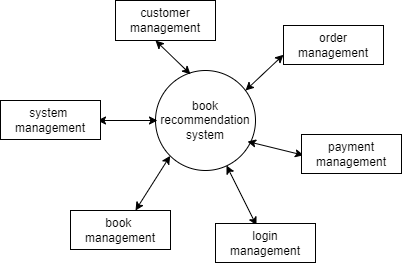 customer
management
order
management
book
recommendation
system
system
management
payment
management
book
management
login
management